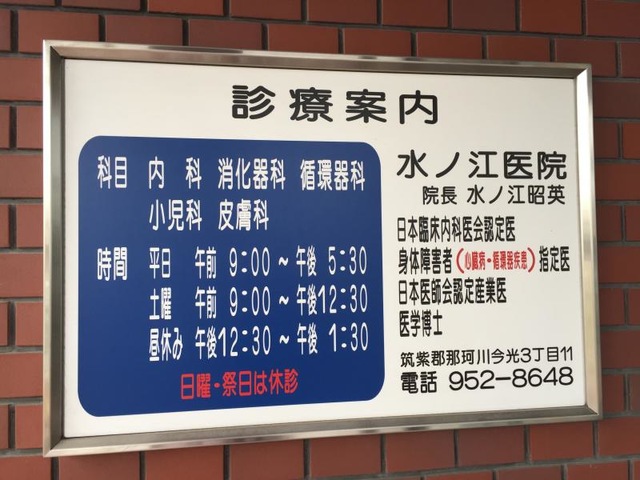 診療案内
科目 内科 消化器科 循環器科
小児科 皮膚科
時間 平日 午前 9:00～午後 5:30
土曜 午前 9:00～午後12:30
昼休み 午後12:30～午後 1:30
日曜・祭日は休診
水ノ江医院
院長 水ノ江昭英
日本臨床内科医会認定医
身体障害者(心臓病・循環器疾患)指定医
日本医師会認定産業医
医学博士
筑紫郡那珂川今光3丁目11
電話 952-8648